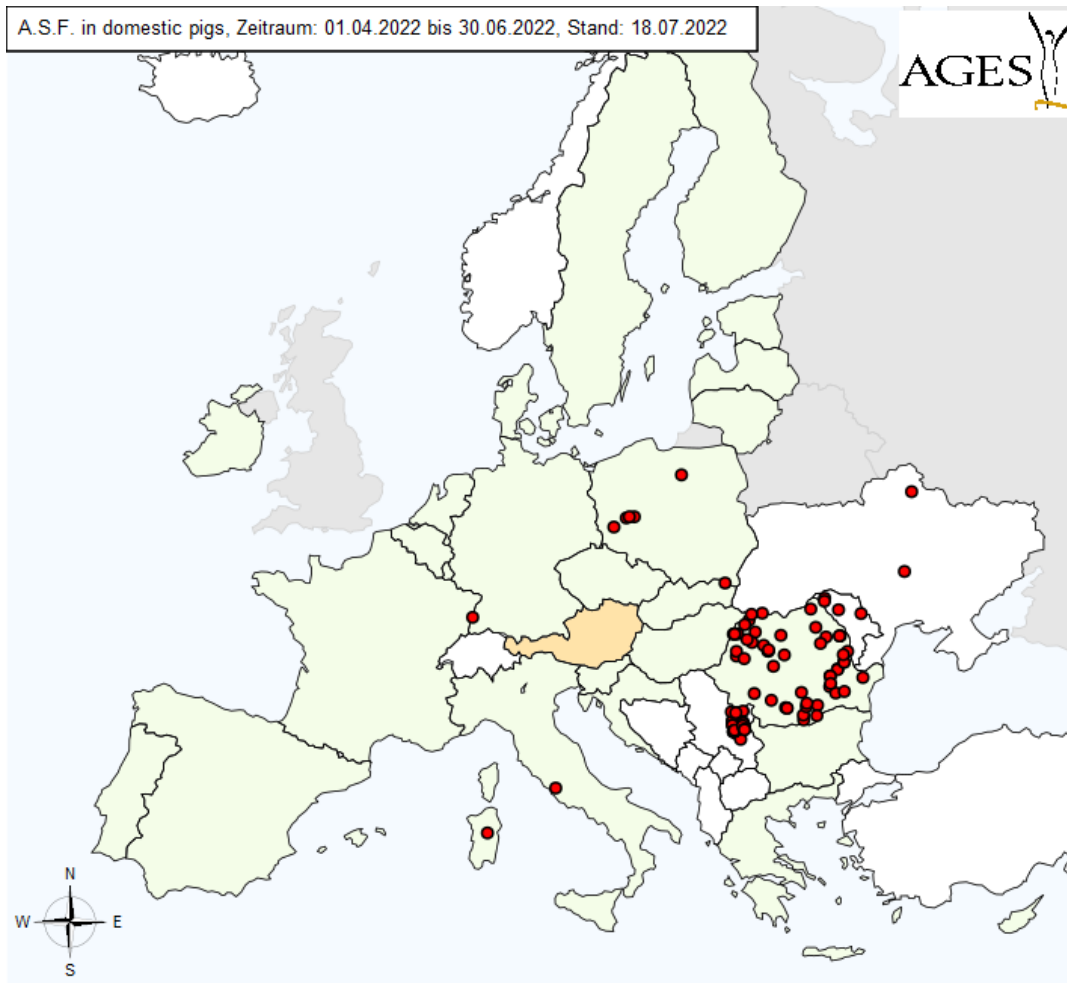 A.S.F. in domestic pigs, Zeitraum: 01.04.2022 bis 30.06.2022, Stand: 18.07.2022
AGES
N
W E
S